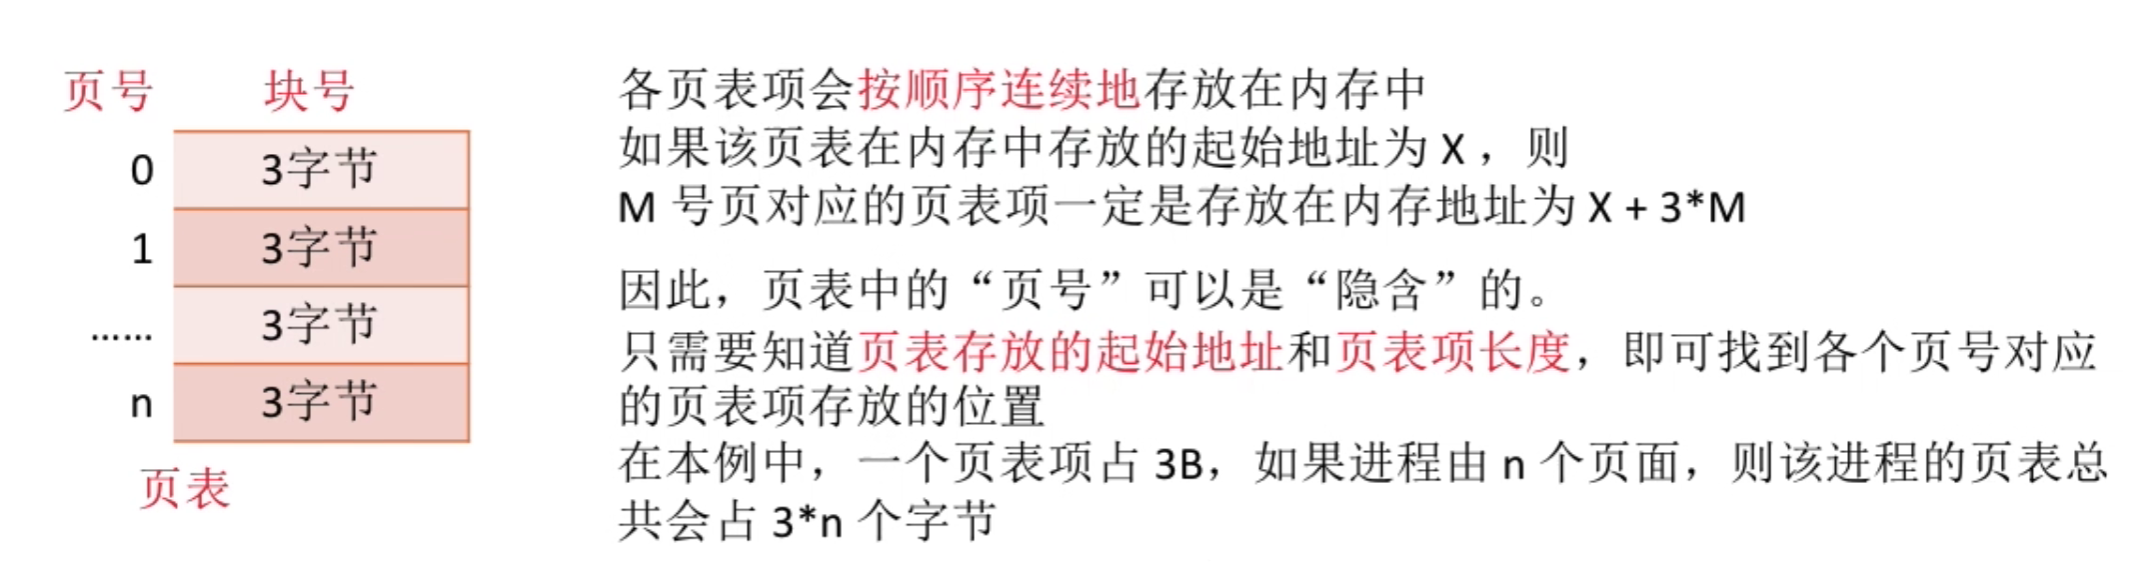 页号 块号
0 3字节
1 3字节
…… 3字节
n 3字节
页表
各页表项会按顺序连续地存放在内存中
如果该页表在内存中存放的起始地址为 X，则
M 号页对应的页表项一定是存放在内存地址为 X + 3*M
因此，页表中的“页号”可以是“隐含”的。
只需要知道页表存放的起始地址和页表项长度，即可找到各个页号对应
的页表项存放的位置
在本例中，一个页表项占 3B，如果进程由 n 个页面，则该进程的页表总
共会占 3*n 个字节